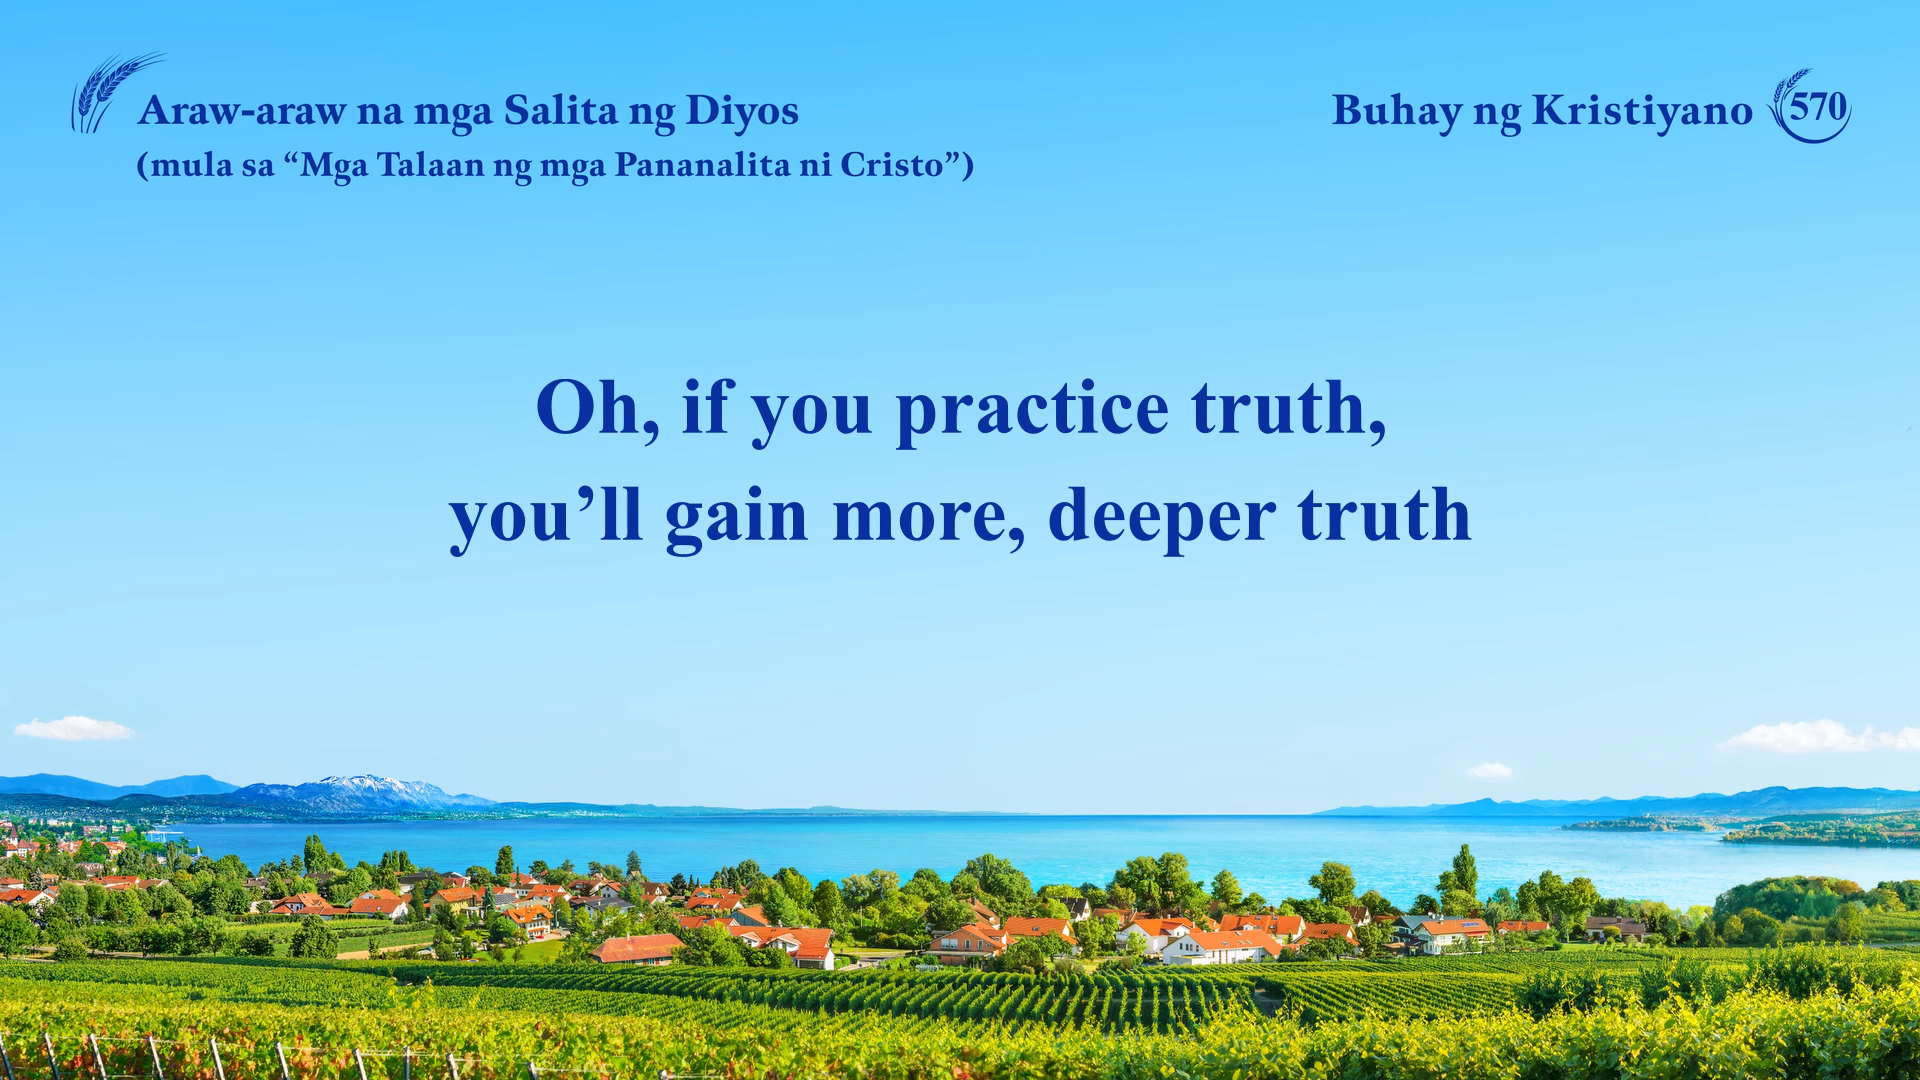 Araw-araw na mga Salita ng Diyos
(mula sa “Mga Talaan ng mga Pananalita ni Cristo”)
Buhay ng Kristiyano 570
Oh, if you practice truth,
you’ll gain more, deeper truth